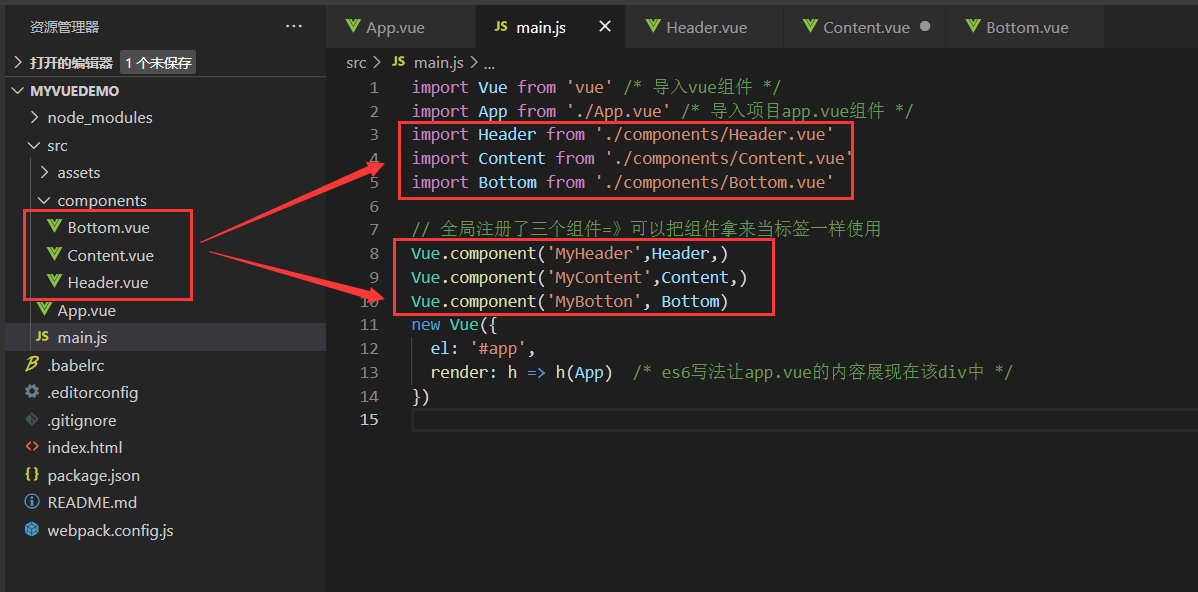 资源管理器 ···
打开的编辑器 1 个未保存
MYVUEDEMO
node_modules
src
assets
components
Bottom.vue
Content.vue
Header.vue
App.vue
JS main.js
.babelrc
.editorconfig
.gitignore
index.html
package.json
README.md
webpack.config.js
App.vue JS main.js Header.vue Content.vue Bottom.vue
src > JS main.js > ...
1 import Vue from 'vue' /* 导入vue组件 */
2 import App from './App.vue' /* 导入项目app.vue组件 */
3 import Header from './components/Header.vue'
4 import Content from './components/Content.vue'
5 import Bottom from './components/Bottom.vue'
6
7 // 全局注册了三个组件=》可以把组件拿来当标签一样使用
8 Vue.component('MyHeader',Header,)
9 Vue.component('MyContent',Content,)
10 Vue.component('MyBotton', Bottom)
11 new Vue({
12 el: '#app',
13 render: h => h(App) /* es6写法让app.vue的内容展现在该div中 */
14 })
15